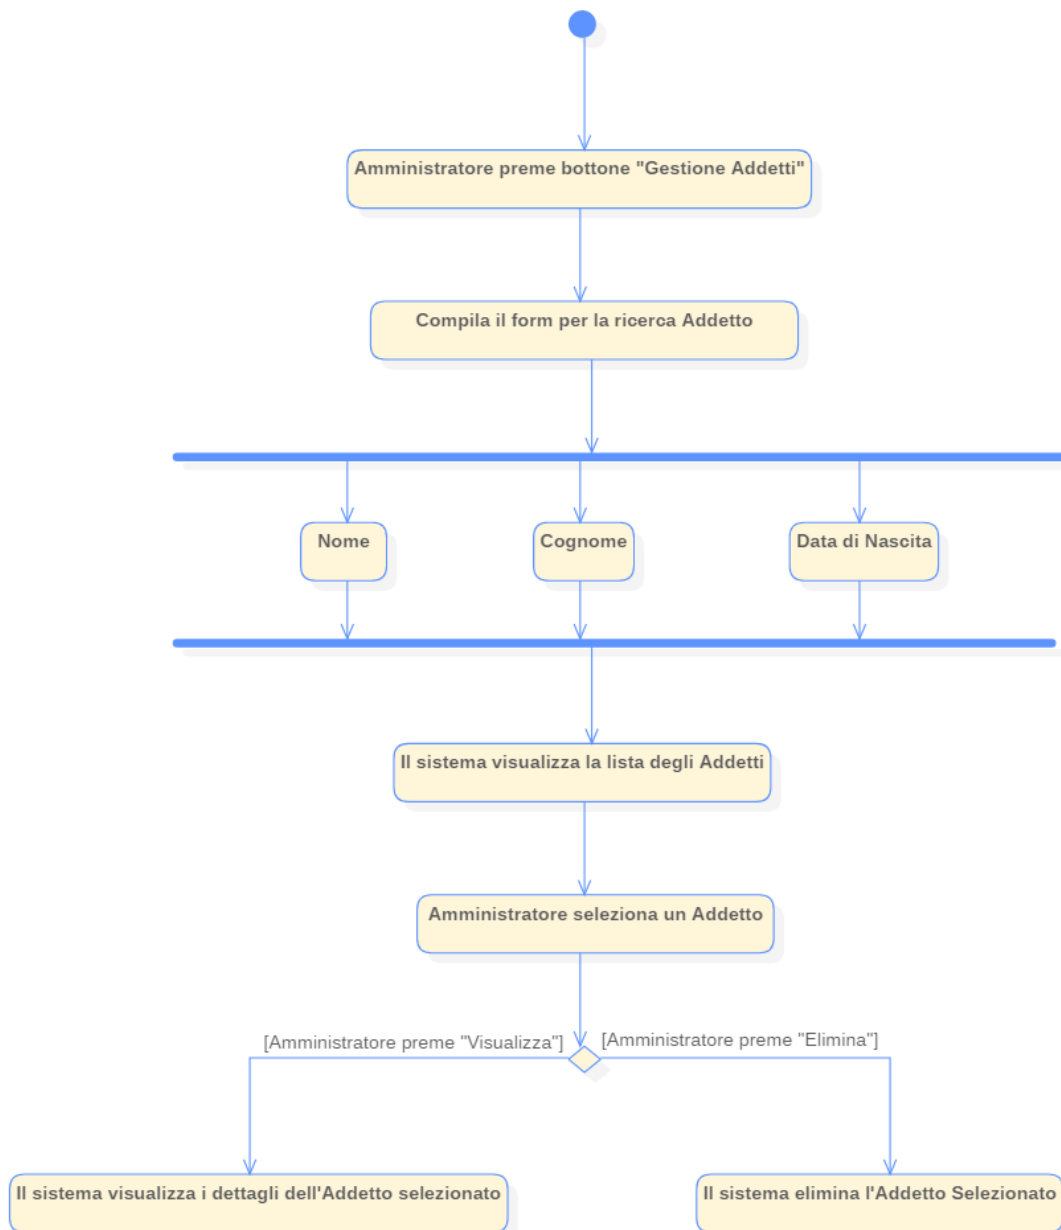 Amministratore preme bottone "Gestione Addetti"
Compila il form per la ricerca Addetto
Nome
Cognome
Data di Nascita
Il sistema visualizza la lista degli Addetti
Amministratore seleziona un Addetto
[Amministratore preme "Visualizza"]
[Amministratore preme "Elimina"]
Il sistema visualizza i dettagli dell'Addetto selezionato
Il sistema elimina l'Addetto Selezionato